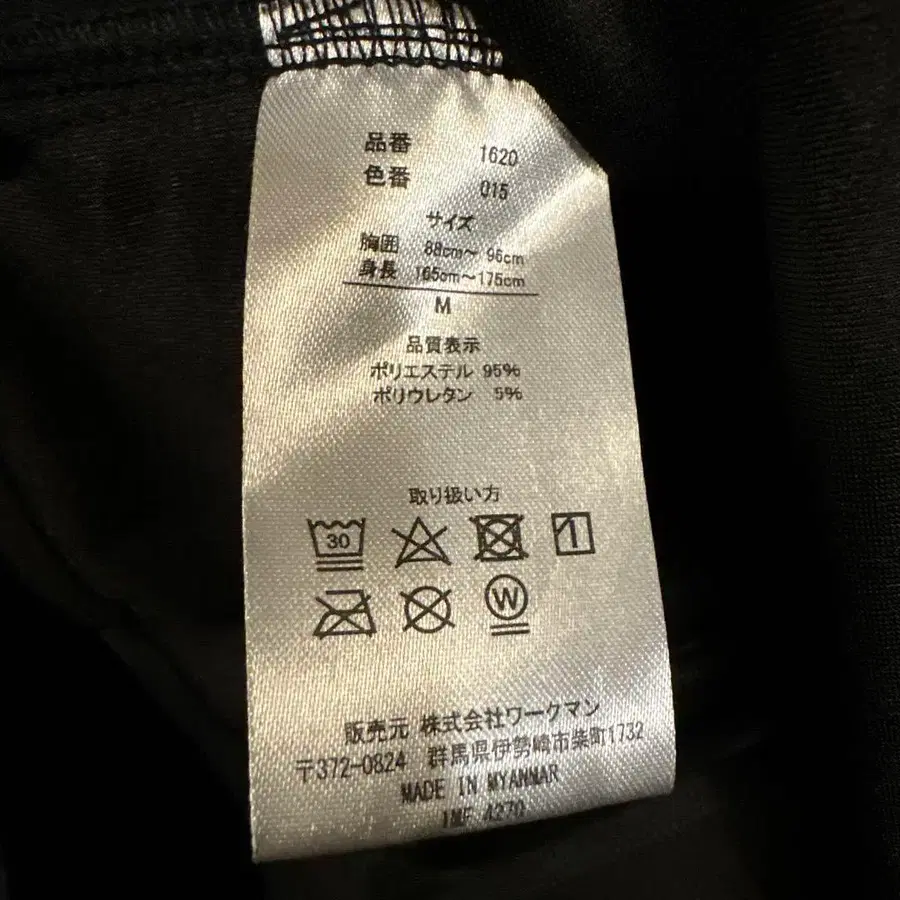 品番 1620
色番 015
サイズ
胸囲 88cm〜 96cm
身長 165cm〜175cm
M
品質表示
ポリエステル 95%
ポリウレタン 5%
取り扱い方
30
1
W
販売元 株式会社ワークマン
〒372-0824 群馬県伊勢崎市柴町1732
MADE IN MYANMAR
4270